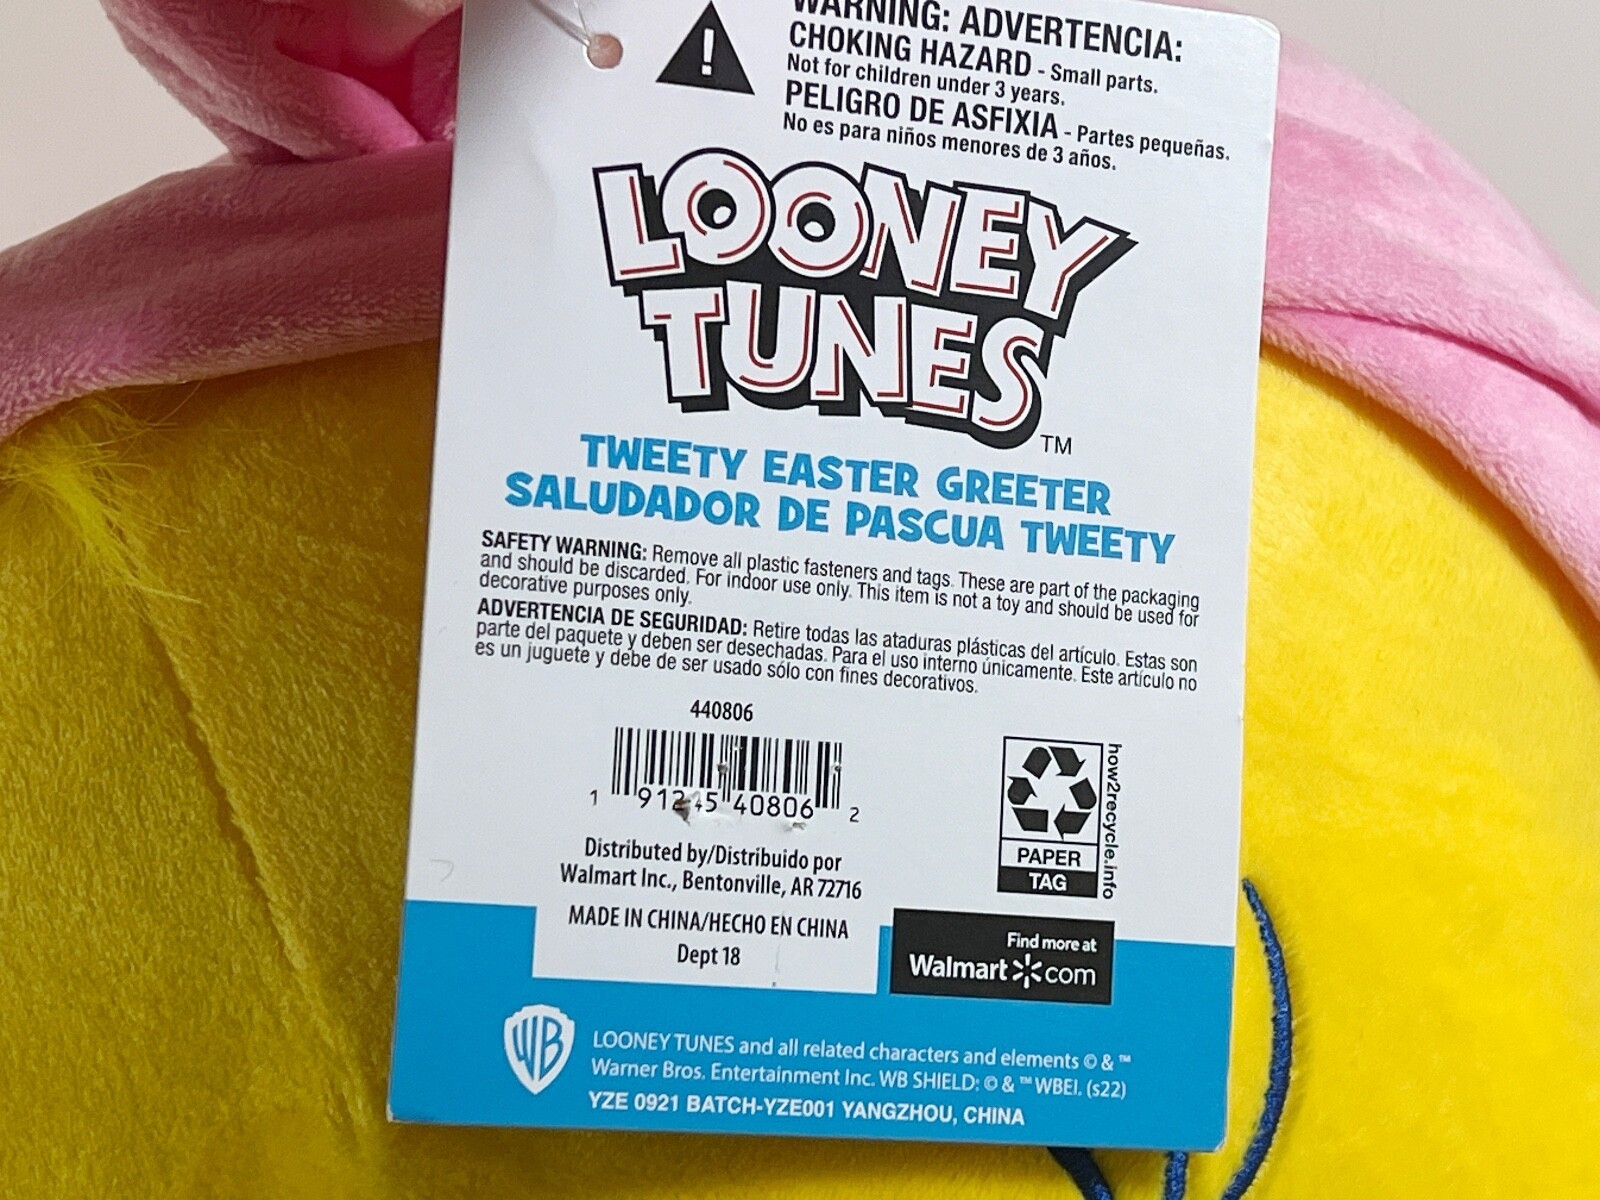 WARNING: ADVERTENCIA:
CHOKING HAZARD - Small parts.
Not for children under 3 years.
PELIGRO DE ASFIXIA - Partes pequeñas.
No es para niños menores de 3 años.
LOONEY
TUNES TM
TWEETY EASTER GREETER
SALUDADOR DE PASCUA TWEETY
SAFETY WARNING: Remove all plastic fasteners and tags. These are part of the packaging
and should be discarded. For indoor use only. This item is not a toy and should be used for
decorative purposes only.
ADVERTENCIA DE SEGURIDAD: Retire todas las ataduras plásticas del artículo. Estas son
parte del paquete y deben ser desechadas. Para el uso interno únicamente. Este artículo no
es un juguete y debe de ser usado sólo con fines decorativos.
440806
1 91245 40806 2
Distributed by/Distribuido por
Walmart Inc., Bentonville, AR 72716
MADE IN CHINA/HECHO EN CHINA
Dept 18
PAPER
TAG
how2recycle.info
Find more at
Walmart com
WB
LOONEY TUNES and all related characters and elements © & ™
Warner Bros. Entertainment Inc. WB SHIELD: © & ™ WBEI. (s22)
YZE 0921 BATCH-YZE001 YANGZHOU, CHINA